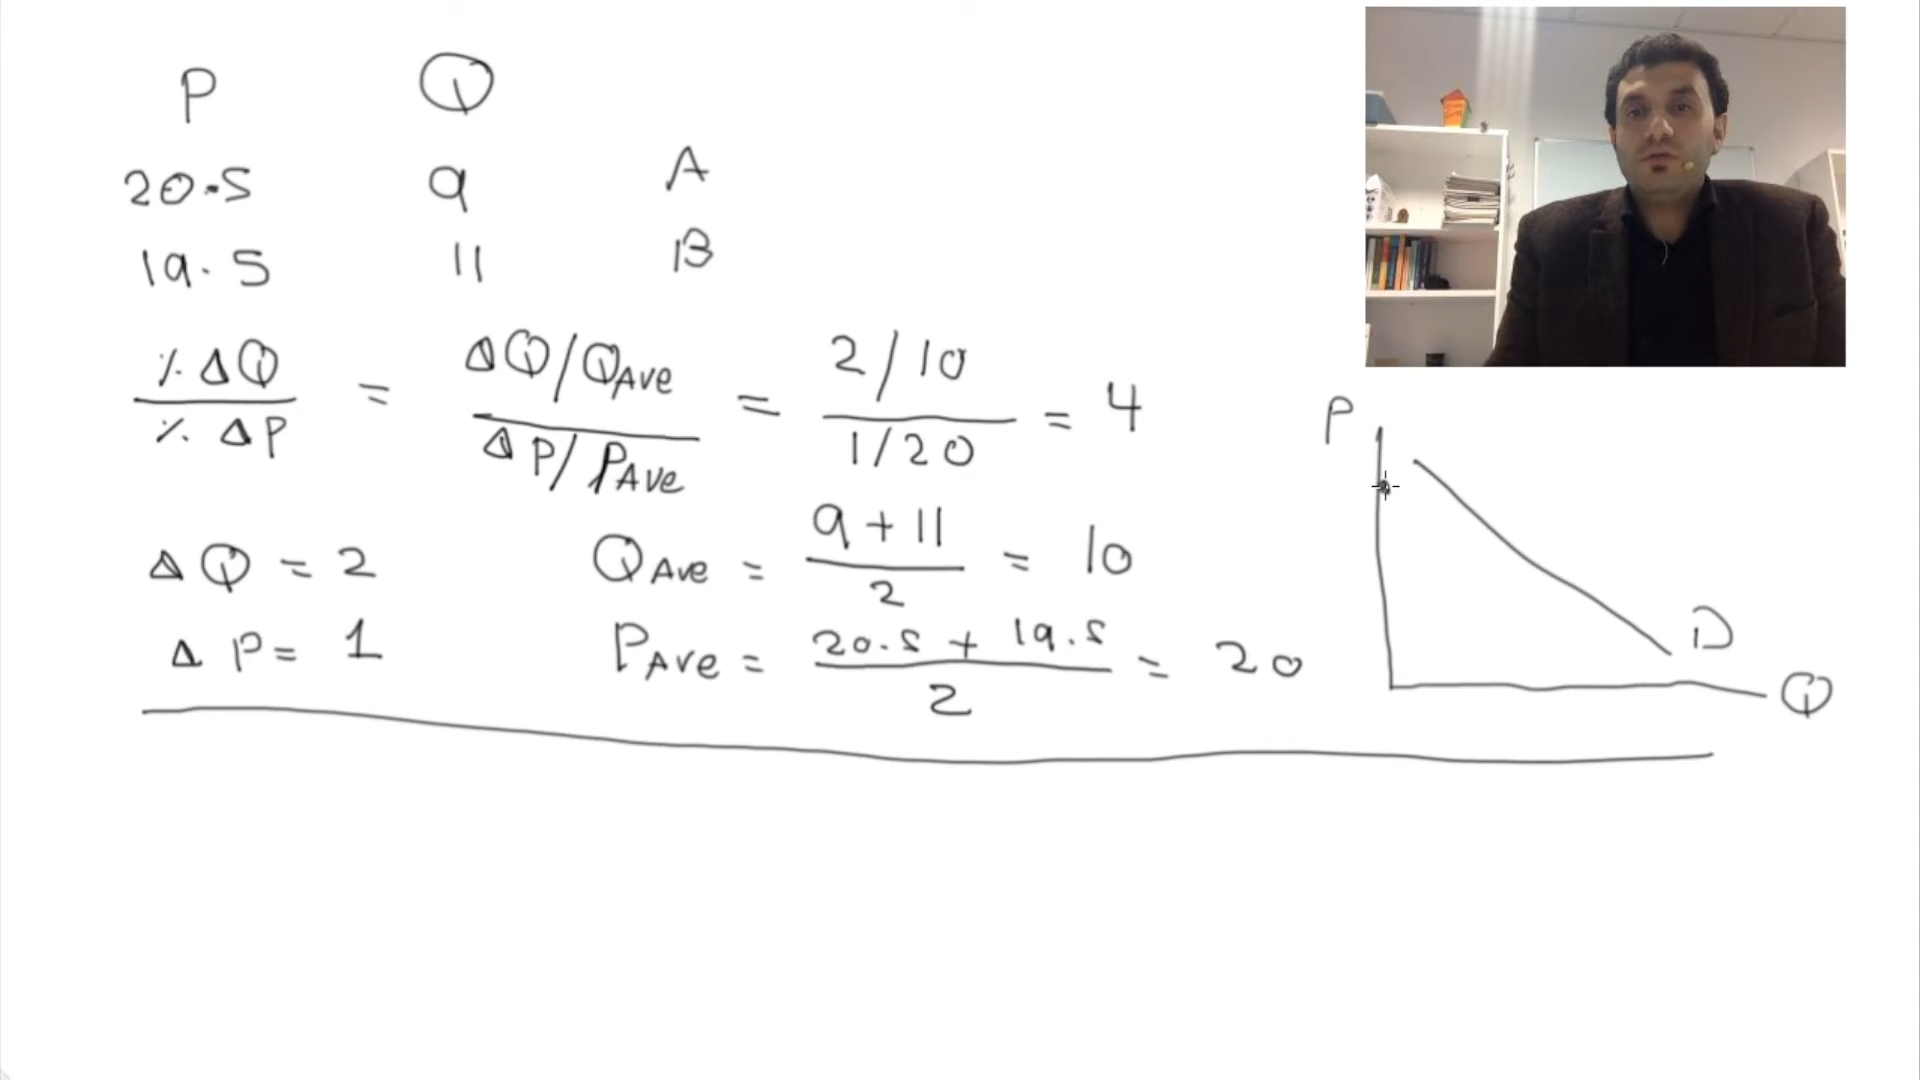 P Q
20.5 9 A
19.5 11 B
% ΔQ / % ΔP = ΔQ/QAve / ΔP/PAve = 2/10 / 1/20 = 4
ΔQ = 2 QAve = 9 + 11 / 2 = 10
ΔP = 1 PAve = 20.5 + 19.5 / 2 = 20
P
D
Q